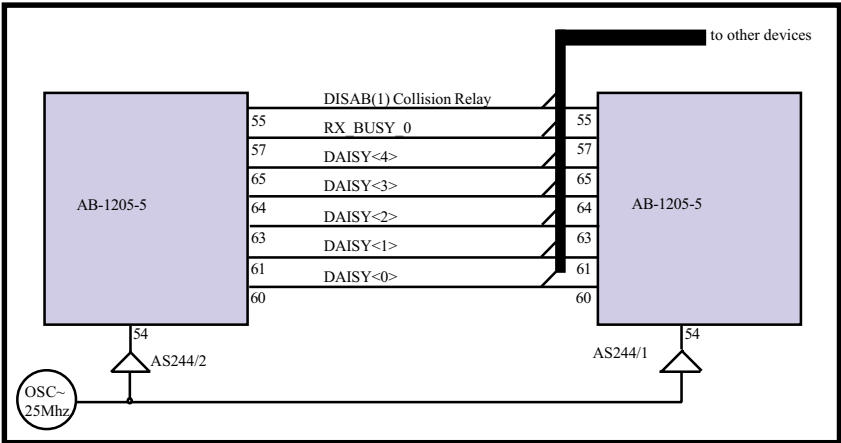 to other devices
DISAB(1) Collision Relay
55
55
RX_BUSY_0
57
57
DAISY<4>
65
65
DAISY<3>
AB-1205-5
AB-1205-5
64
64
DAISY<2>
63
63
DAISY<1>
61
61
DAISY<0>
60
60
54
54
AS244/2
AS244/1
OSC~
25Mhz